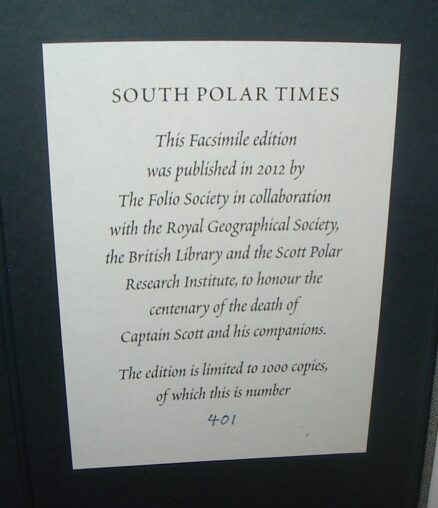 SOUTH POLAR TIMES
This Facsimile edition
was published in 2012 by
The Folio Society in collaboration
with the Royal Geographical Society,
the British Library and the Scott Polar
Research Institute, to honour the
centenary of the death of
Captain Scott and his companions.
The edition is limited to 1000 copies,
of which this is number
401